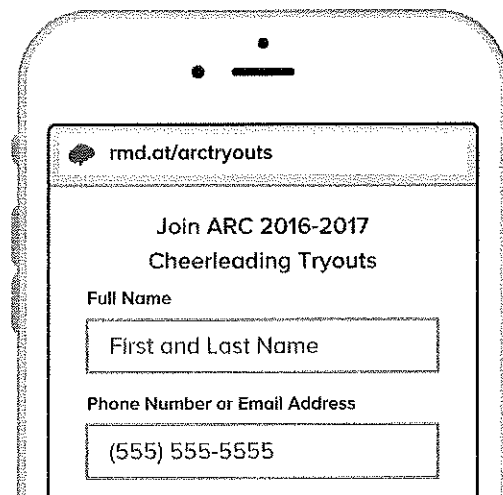 rmd.at/arctryouts
Join ARC 2016-2017
Cheerleading Tryouts
Full Name
First and Last Name
Phone Number or Email Address
(555) 555-5555